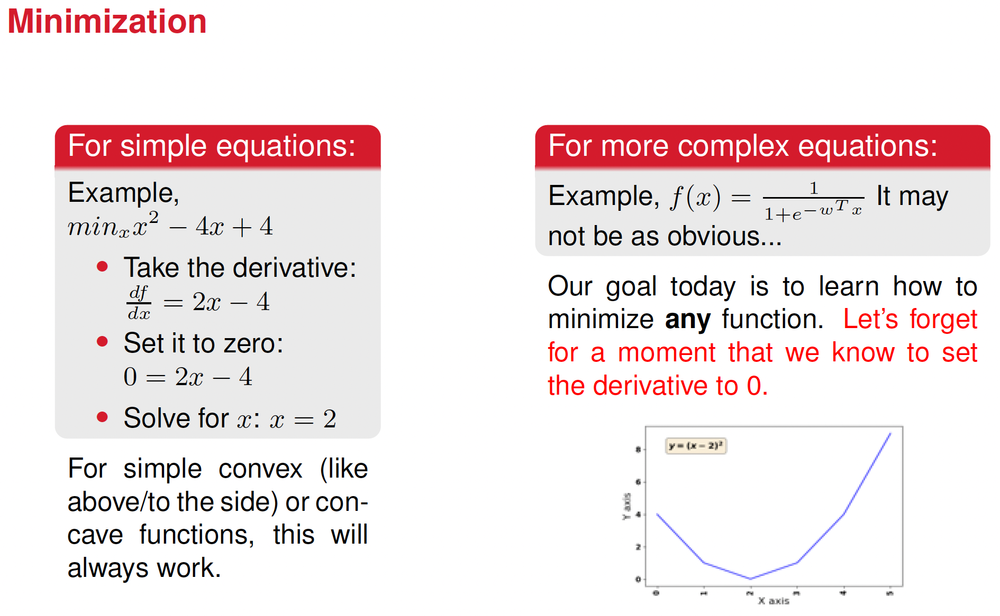 Minimization
For simple equations:
Example,
min_x x^2 − 4x + 4
• Take the derivative:
df/dx = 2x − 4
• Set it to zero:
0 = 2x − 4
• Solve for x: x = 2
For simple convex (like
above/to the side) or con-
cave functions, this will
always work.
For more complex equations:
Example, f(x) = 1/(1+e^{−w^T x}) It may
not be as obvious...
Our goal today is to learn how to
minimize any function. Let's forget
for a moment that we know to set
the derivative to 0.
y = (x − 2)²
8
6
4
2
0
Y axis
0 1 2 3 4 5
X axis